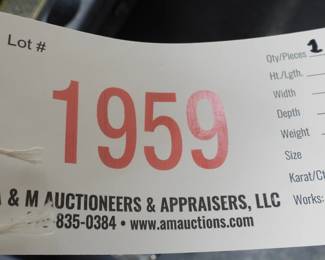 Lot #
1959
& M AUCTIONEERS & APPRAISERS, LLC
835-0384 • www.amauctions.com
Qty/Pieces 1
Ht./Lgth.
Width
Depth
Weight
Size
Karat/Ct
Works: